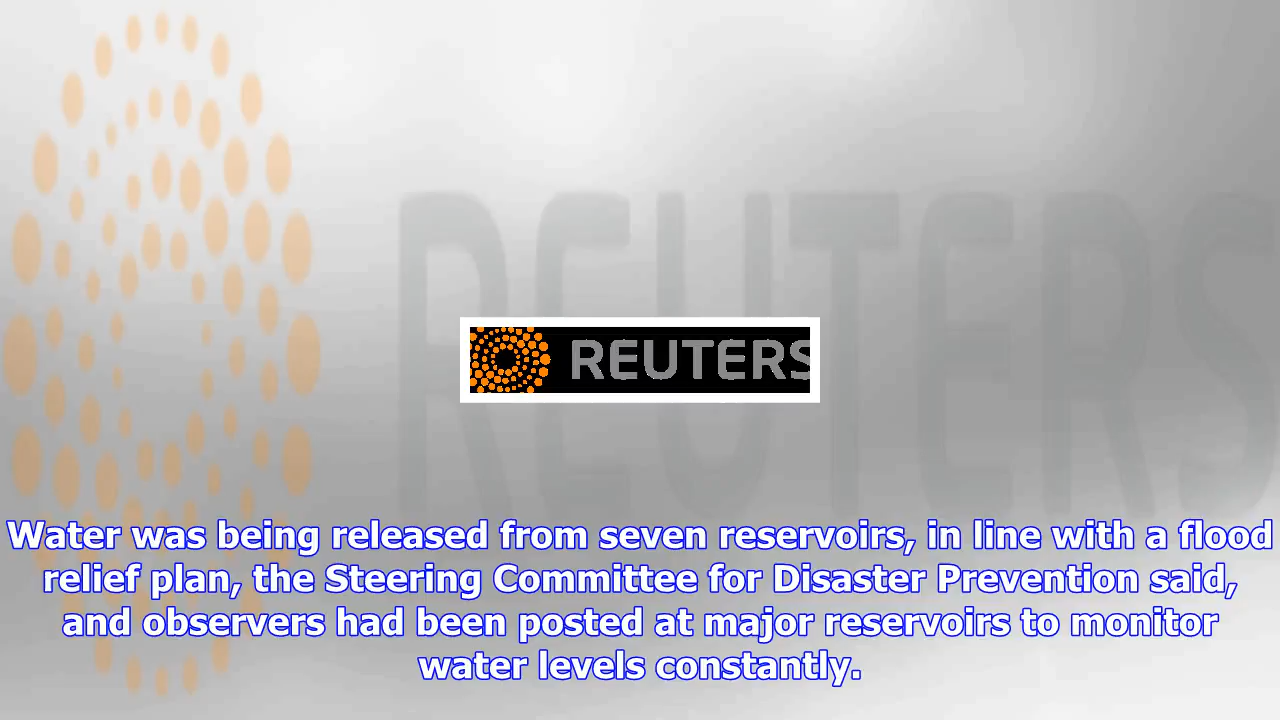 REUTERS
REUTERS
Water was being released from seven reservoirs, in line with a flood
relief plan, the Steering Committee for Disaster Prevention said,
and observers had been posted at major reservoirs to monitor
water levels constantly.